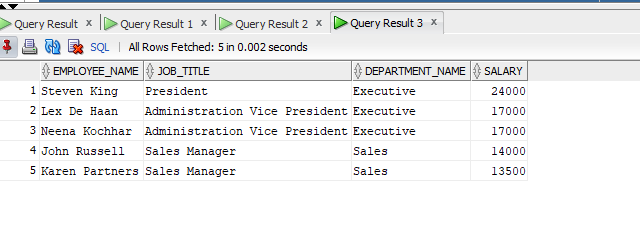 Query Result x Query Result 1 x Query Result 2 x Query Result 3 x
SQL | All Rows Fetched: 5 in 0.002 seconds
EMPLOYEE_NAME JOB_TITLE DEPARTMENT_NAME SALARY
1 Steven King President Executive 24000
2 Lex De Haan Administration Vice President Executive 17000
3 Neena Kochhar Administration Vice President Executive 17000
4 John Russell Sales Manager Sales 14000
5 Karen Partners Sales Manager Sales 13500